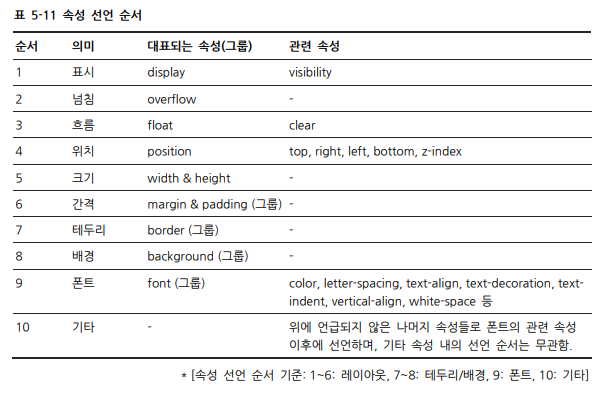 표 5-11 속성 선언 순서
순서 의미 대표되는 속성(그룹) 관련 속성
1 표시 display visibility
2 넘침 overflow -
3 흐름 float clear
4 위치 position top, right, left, bottom, z-index
5 크기 width & height -
6 간격 margin & padding (그룹) -
7 테두리 border (그룹) -
8 배경 background (그룹) -
9 폰트 font (그룹) color, letter-spacing, text-align, text-decoration, text-
indent, vertical-align, white-space 등
10 기타 - 위에 언급되지 않은 나머지 속성들로 폰트의 관련 속성
이후에 선언하며, 기타 속성 내의 선언 순서는 무관함.
* [속성 선언 순서 기준: 1~6: 레이아웃, 7~8: 테두리/배경, 9: 폰트, 10: 기타]